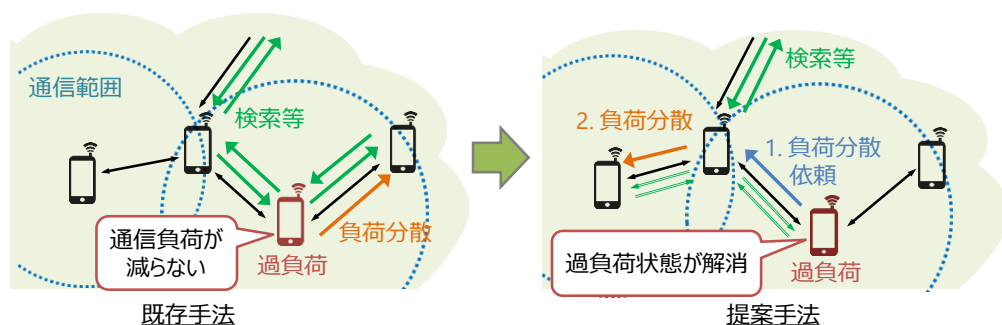 通信範囲
検索等
負荷分散
通信負荷が
減らない
過負荷
既存手法
検索等
2. 負荷分散
1. 負荷分散
依頼
過負荷状態が解消
過負荷
提案手法